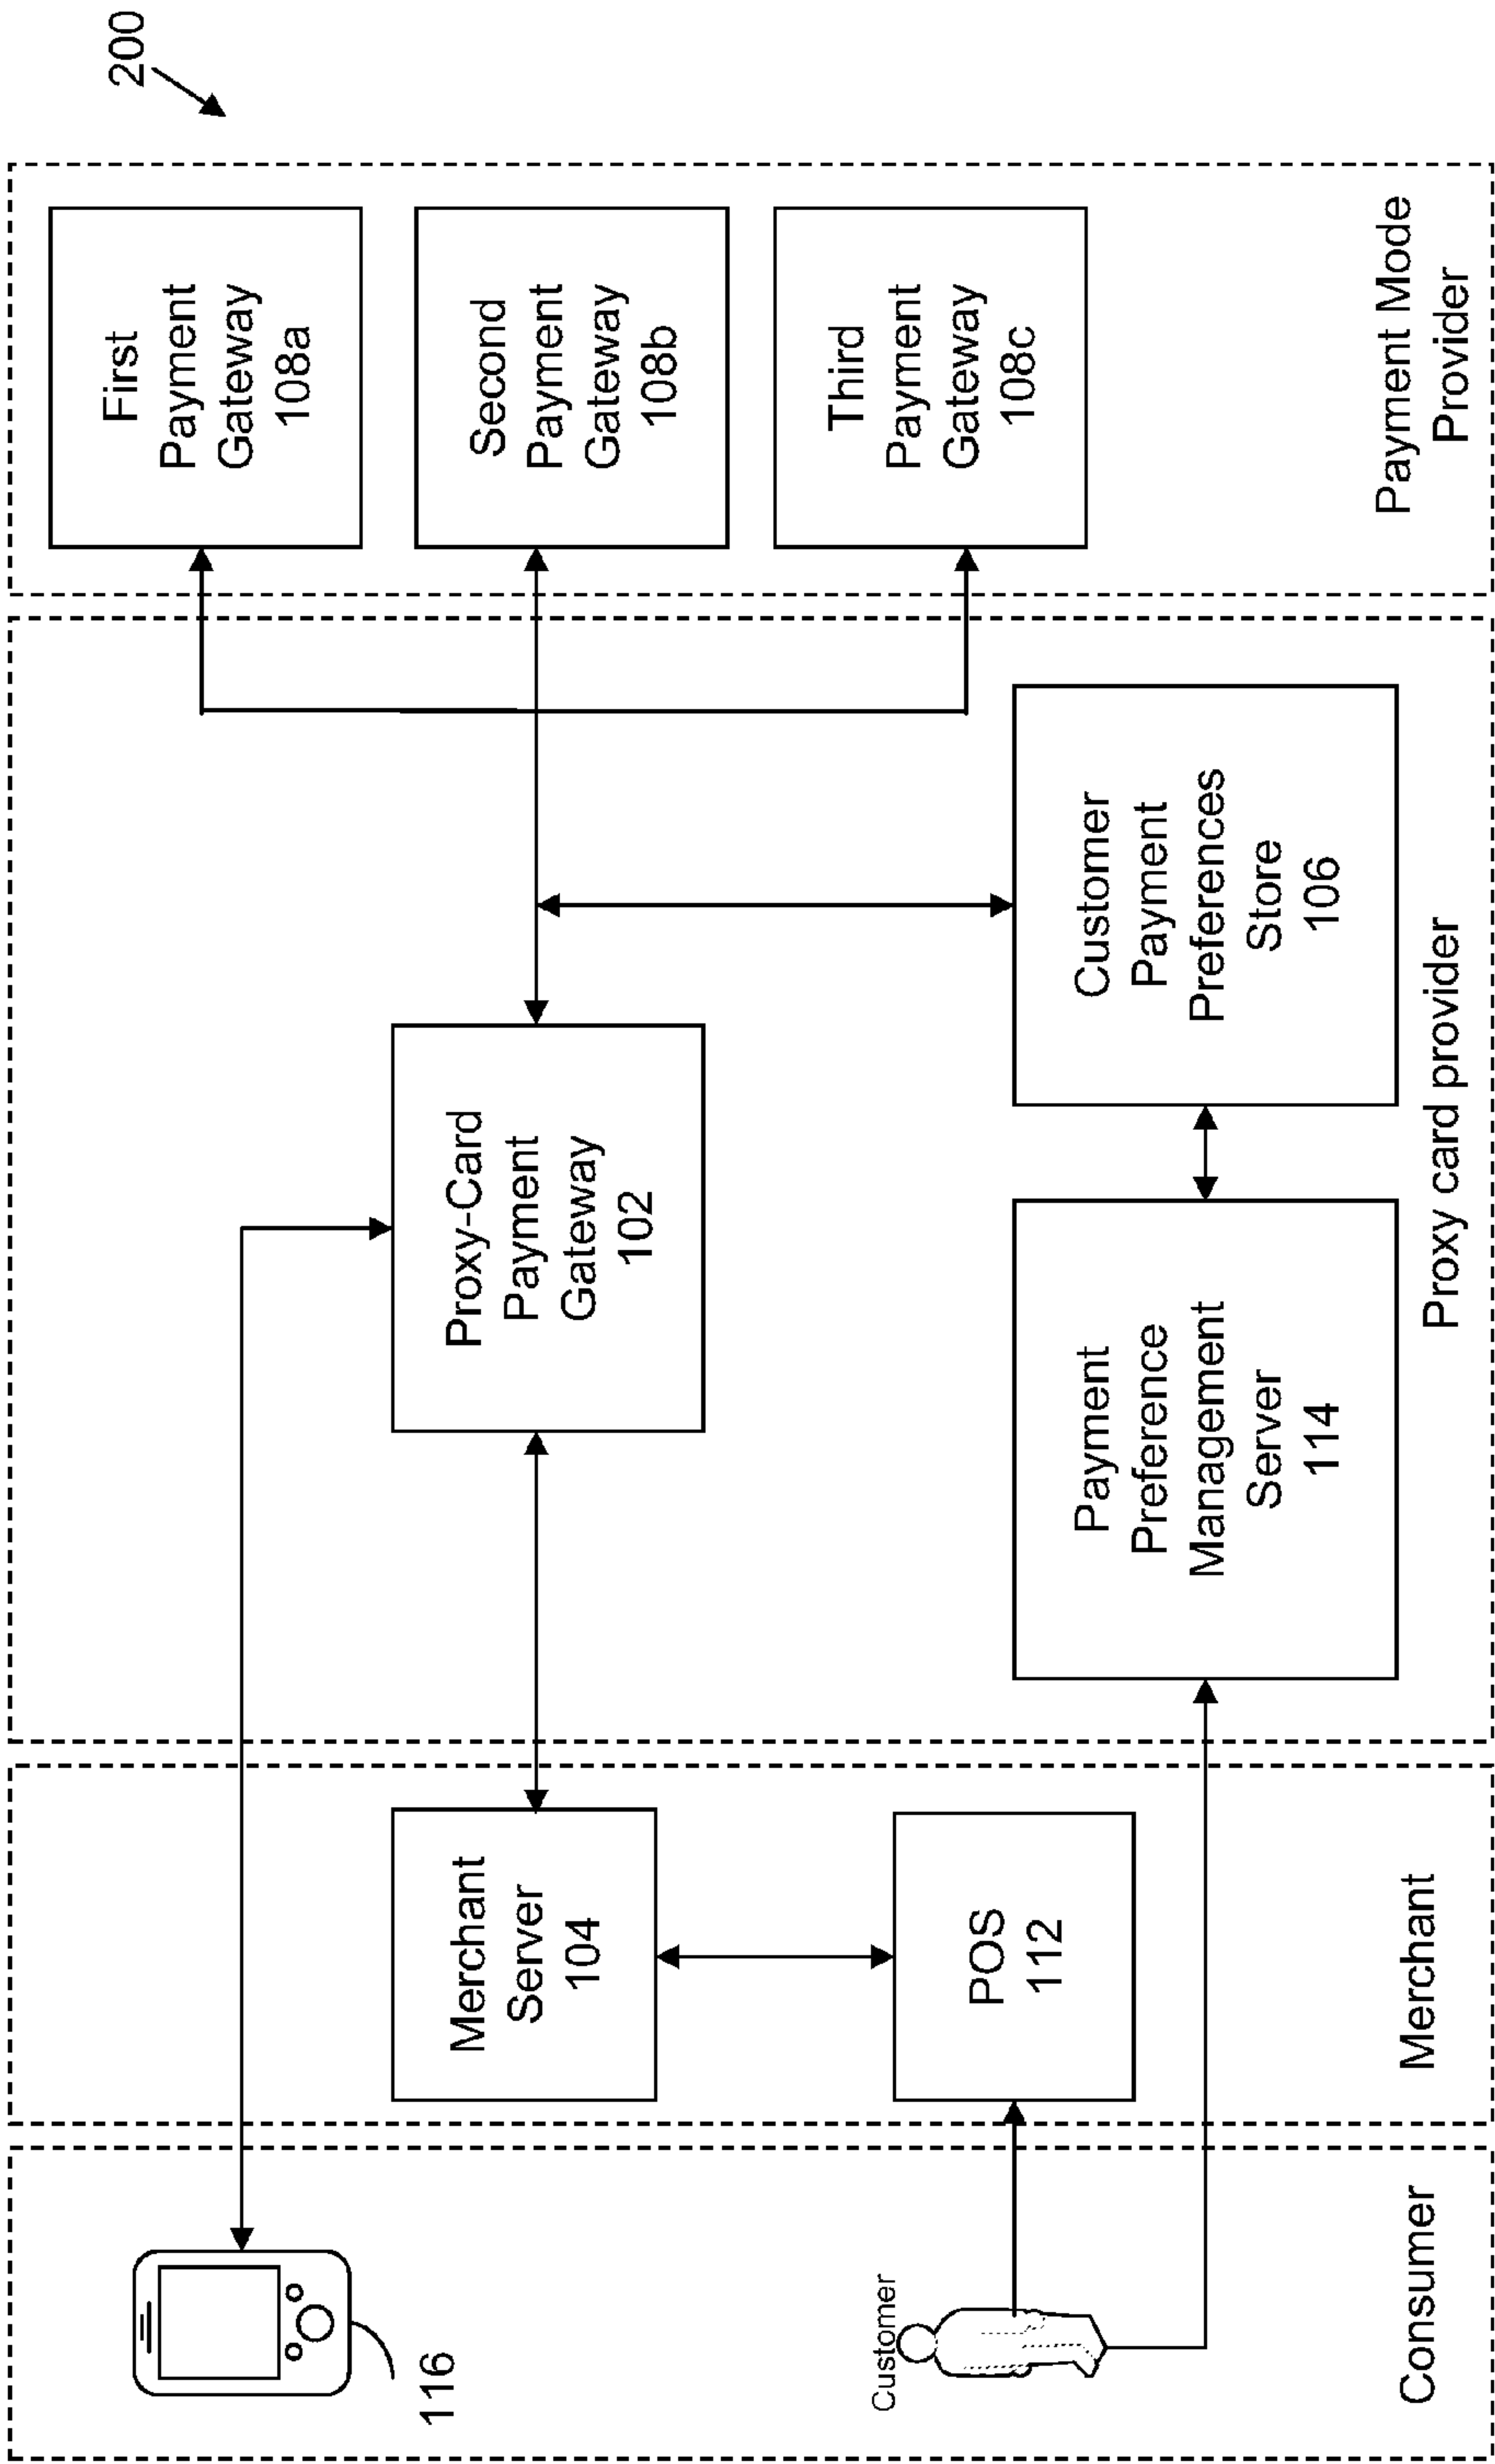 200
116
Customer
Consumer
Merchant
Server
104
POS
112
Merchant
Proxy-Card
Payment
Gateway
102
Payment
Preference
Management
Server
114
Customer
Payment
Preferences
Store
106
Proxy card provider
First
Payment
Gateway
108a
Second
Payment
Gateway
108b
Third
Payment
Gateway
108c
Payment Mode
Provider